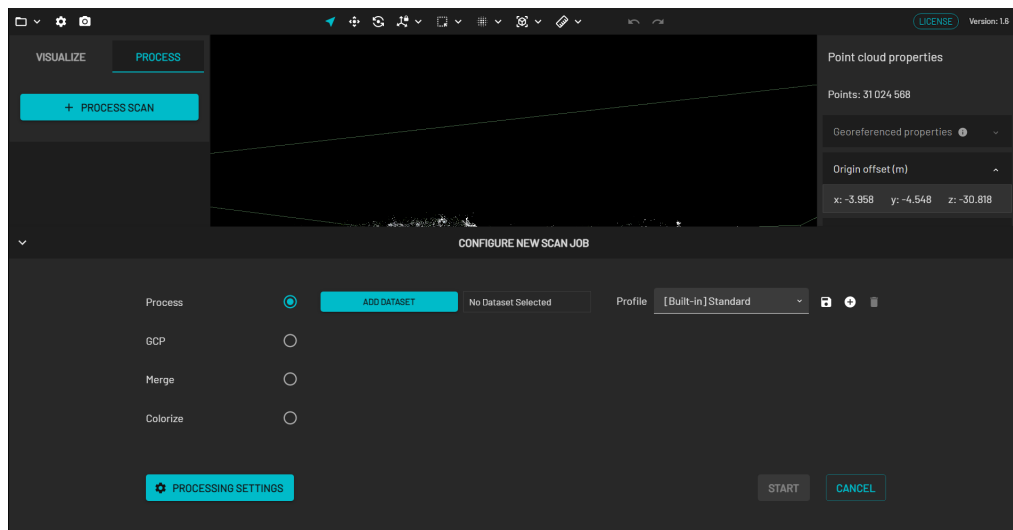 LICENSE Version: 1.6
VISUALIZE PROCESS
+ PROCESS SCAN
Point cloud properties
Points: 31 024 568
Georeferenced properties
Origin offset (m)
x: -3.958 y: -4.548 z: -30.818
CONFIGURE NEW SCAN JOB
Process ADD DATASET No Dataset Selected Profile [Built-in] Standard
GCP
Merge
Colorize
PROCESSING SETTINGS START CANCEL